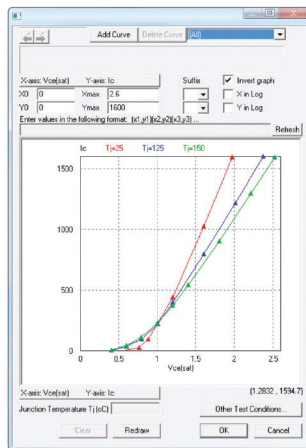 Add Curve Delete Curve [All]
X-axis: Vce(sat) Y-axis: Ic Suffix Invest graph
X0 0 Xmax 2.6 X in Log
Y0 0 Ymax 1600 Y in Log
Enter values in the following format: (x1,y1)(x2,y2)(x3,y3) ...
Refresh
Ic Tj=25 Tj=125 Tj=150
1500
1000
500
0
0 0.5 1 1.5 2 2.5
Vce(sat)
X-axis: Vce(sat) Y-axis: Ic (1.2832 , 1594.7)
Junction Temperature Tj (oC) Other Test Conditions...
Clear Redraw OK Cancel